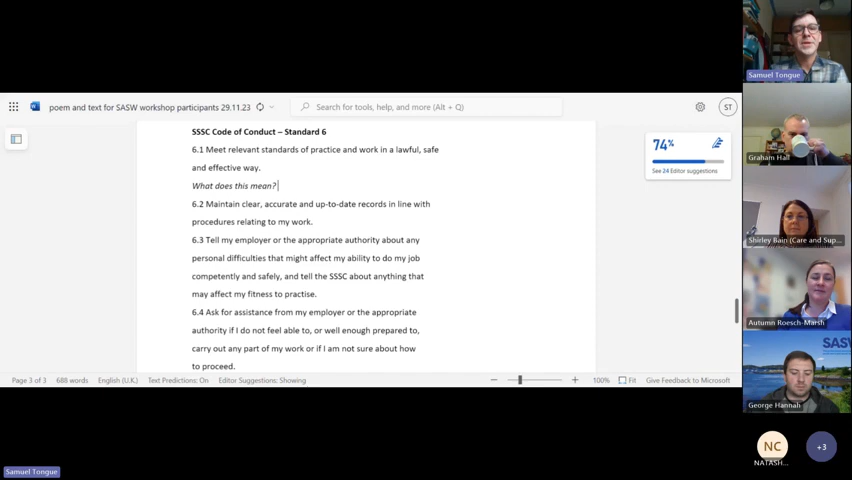 poem and text for SASW workshop participants 29.11.23
Search for tools, help, and more (Alt + Q)
ST
SSSC Code of Conduct – Standard 6
6.1 Meet relevant standards of practice and work in a lawful, safe
and effective way.
What does this mean?
6.2 Maintain clear, accurate and up-to-date records in line with
procedures relating to my work.
6.3 Tell my employer or the appropriate authority about any
personal difficulties that might affect my ability to do my job
competently and safely, and tell the SSSC about anything that
may affect my fitness to practise.
6.4 Ask for assistance from my employer or the appropriate
authority if I do not feel able to, or well enough prepared to,
carry out any part of my work or if I am not sure about how
to proceed.
74%
See 24 Editor suggestions
Page 3 of 3 688 words English (U.K.) Text Predictions: On Editor Suggestions: Showing
100% Fit Give Feedback to Microsoft
Samuel Tongue
Samuel Tongue
Graham Hall
Shirley Bain (Care and Sup...
Autumn Roesch-Marsh
SASW
George Hannah
NC
NATASH...
+3